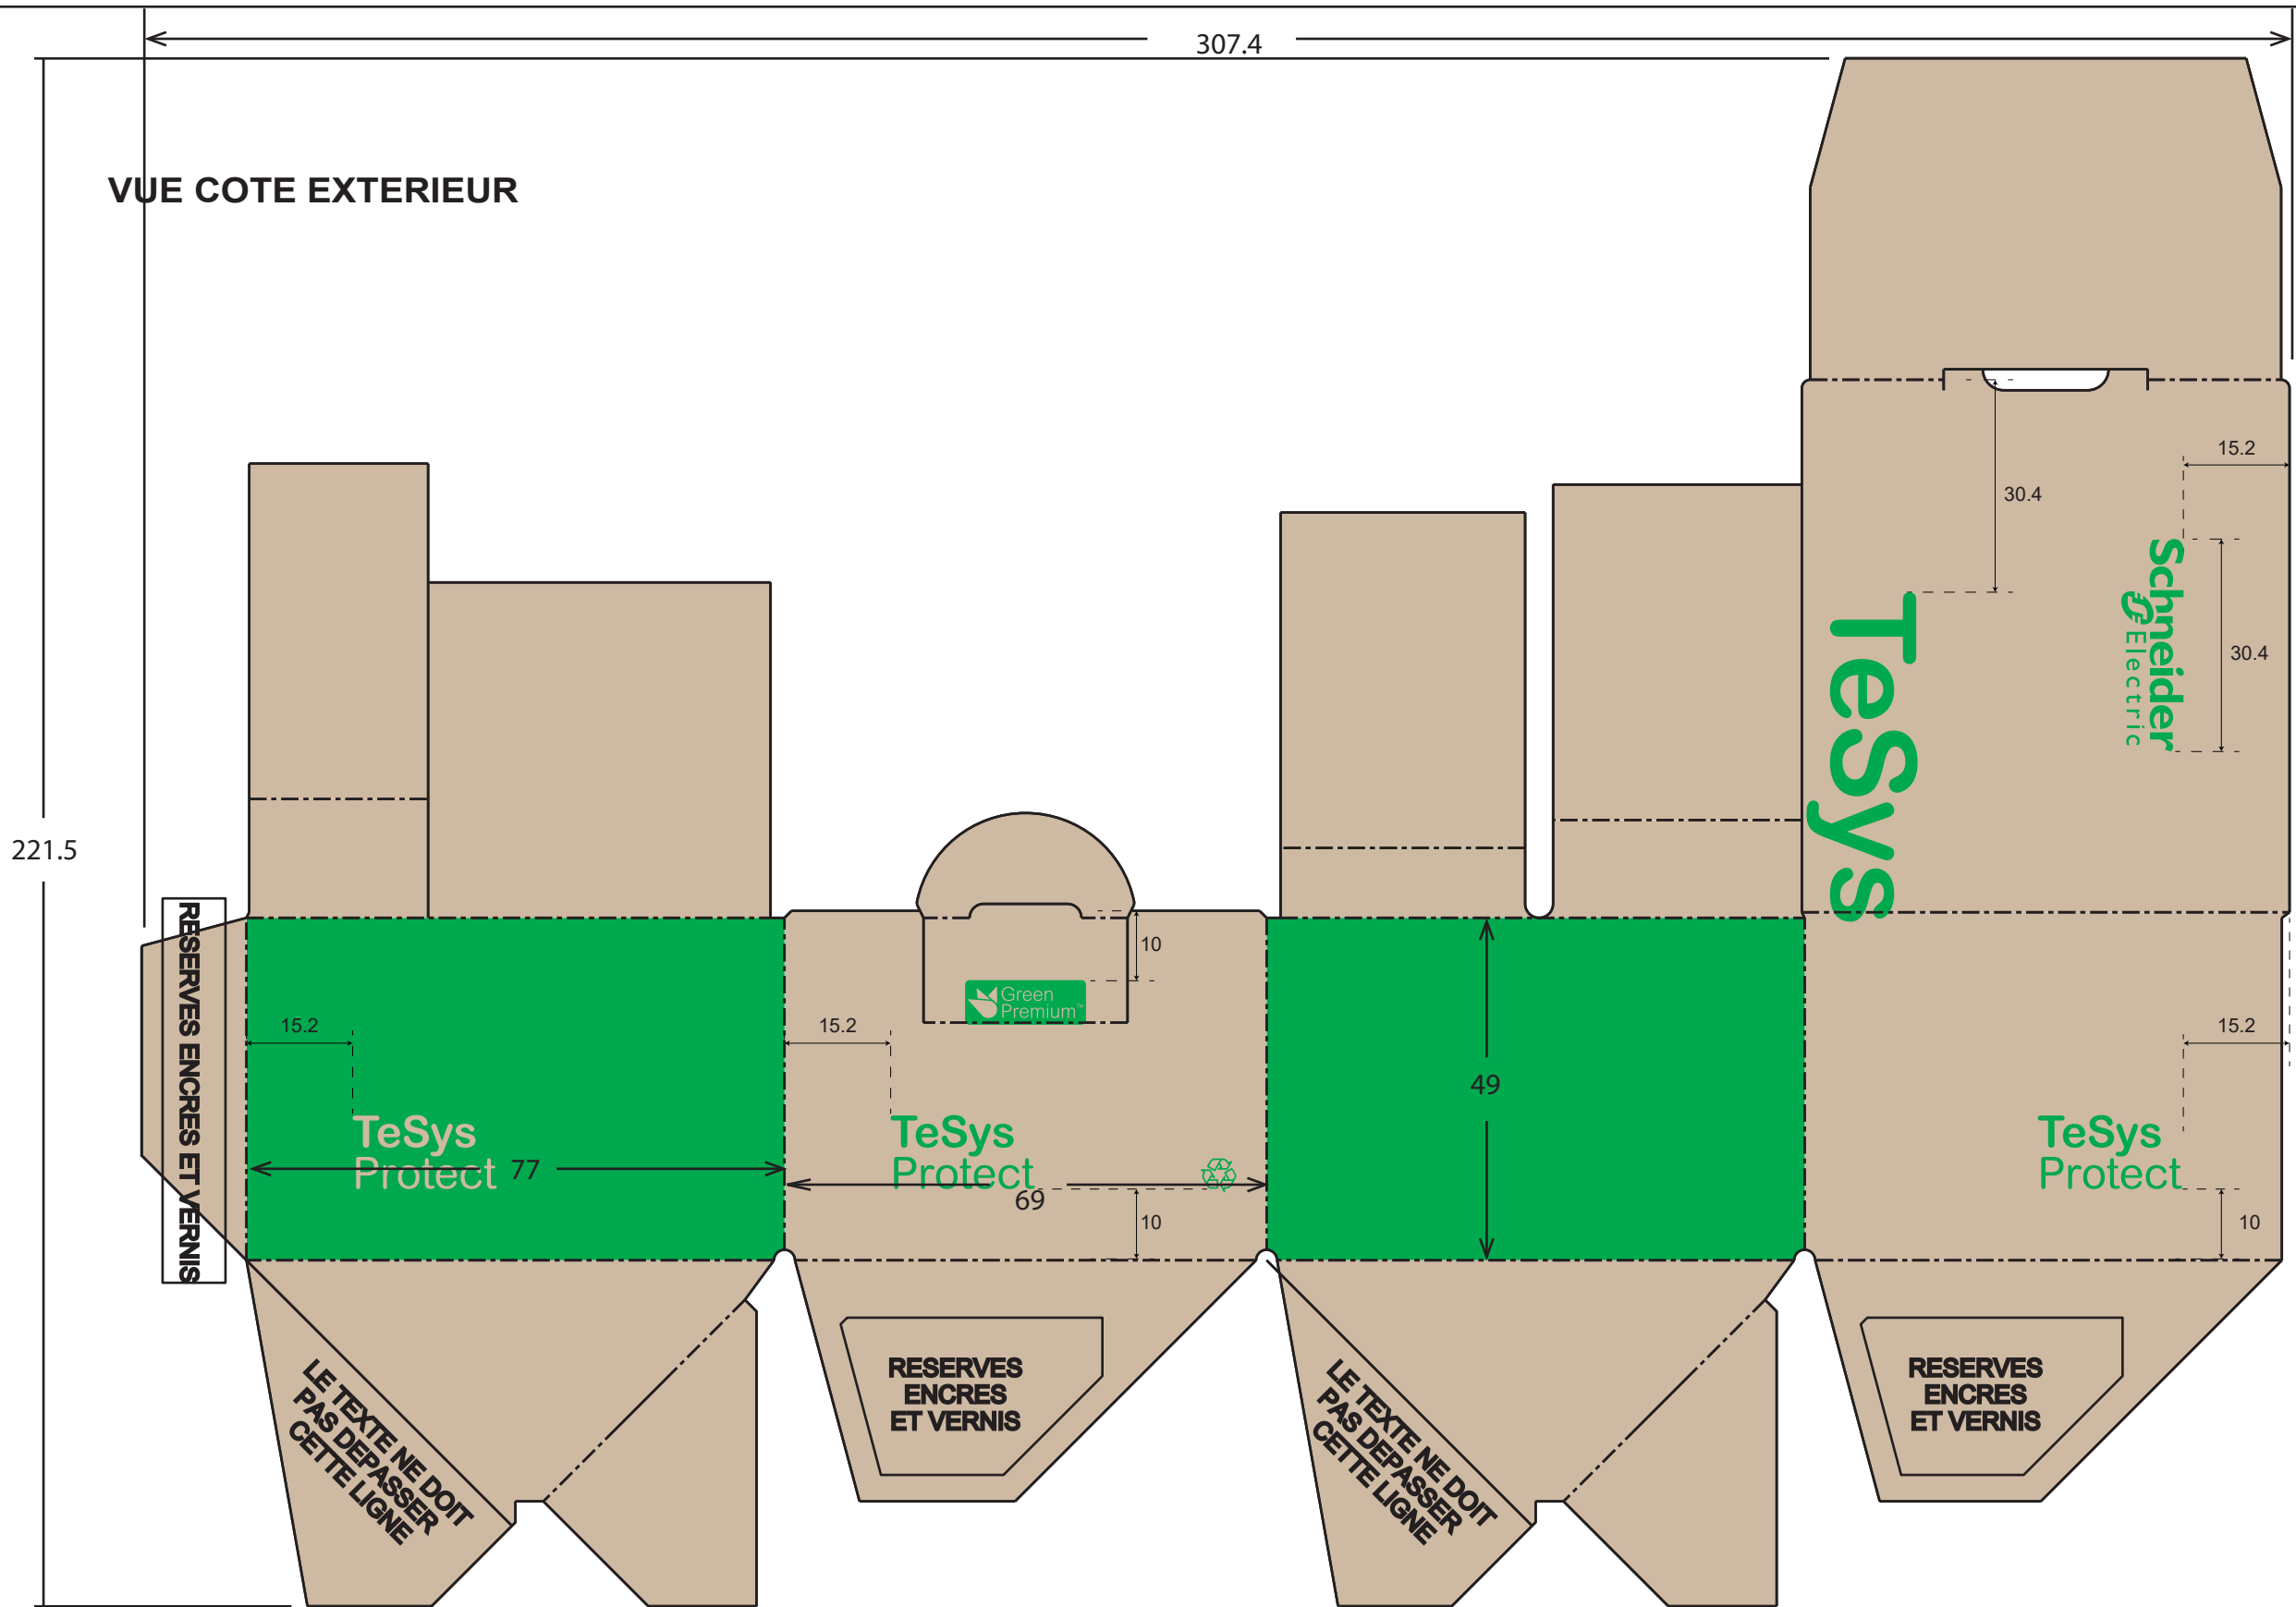 307.4
VUE COTE EXTERIEUR
15.2
30.4
Schneider
Electric
30.4
TeSys
221.5
RESERVES ENCRES ET VERNIS
10
Green
Premium™
15.2
15.2
49
15.2
TeSys
Protect
77
TeSys
Protect
69
10
TeSys
Protect
10
LE TEXTE NE DOIT
PAS DEPASSER
CETTE LIGNE
RESERVES
ENCRES
ET VERNIS
LE TEXTE NE DOIT
PAS DEPASSER
CETTE LIGNE
RESERVES
ENCRES
ET VERNIS